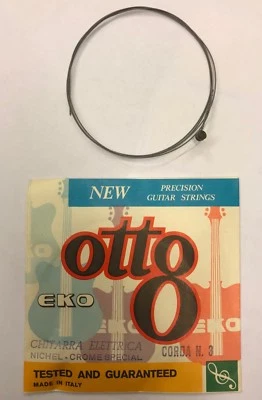 NEW PRECISION
GUITAR STRINGS
otto
EKO EKO
CHITARRA ELETTRICA CORDA N. 3
NICHEL-CROME SPECIAL
TESTED AND GUARANTEED
MADE IN ITALY